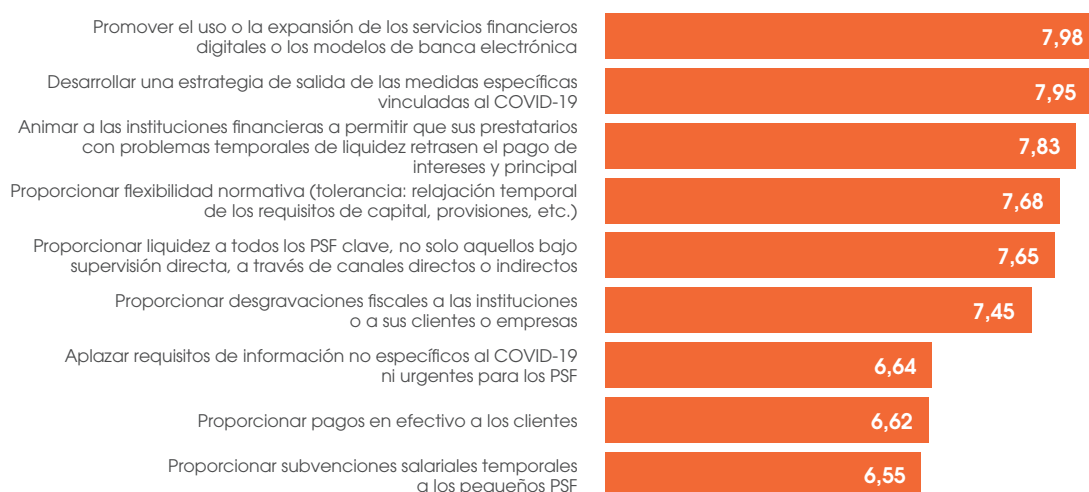 Promover el uso o la expansión de los servicios financieros
digitales o los modelos de banca electrónica
7,98
Desarrollar una estrategia de salida de las medidas específicas
vinculadas al COVID-19
7,95
Animar a las instituciones financieras a permitir que sus prestatarios
con problemas temporales de liquidez retrasen el pago de
intereses y principal
7,83
Proporcionar flexibilidad normativa (tolerancia: relajación temporal
de los requisitos de capital, provisiones, etc.)
7,68
Proporcionar liquidez a todos los PSF clave, no solo aquellos bajo
supervisión directa, a través de canales directos o indirectos
7,65
Proporcionar desgravaciones fiscales a las instituciones
o a sus clientes o empresas
7,45
Aplazar requisitos de información no específicos al COVID-19
ni urgentes para los PSF
6,64
Proporcionar pagos en efectivo a los clientes
6,62
Proporcionar subvenciones salariales temporales
a los pequeños PSF
6,55